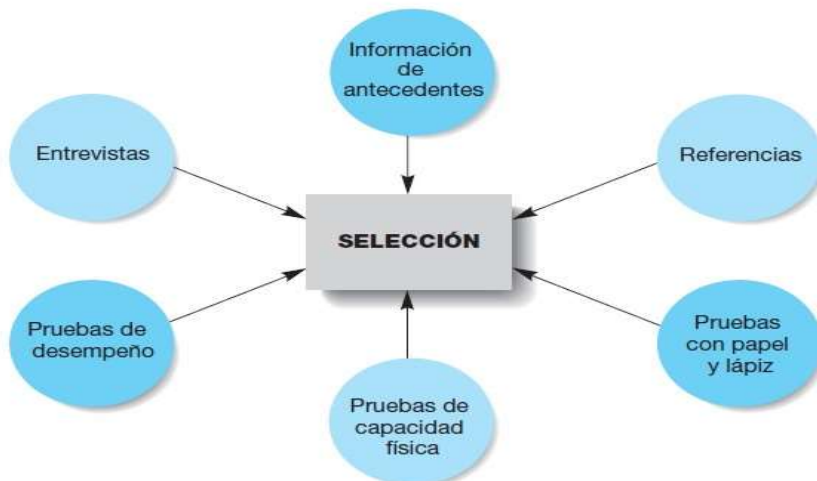 Información
de
antecedentes
Entrevistas
Referencias
SELECCIÓN
Pruebas de
desempeño
Pruebas
con papel
y lápiz
Pruebas de
capacidad
física